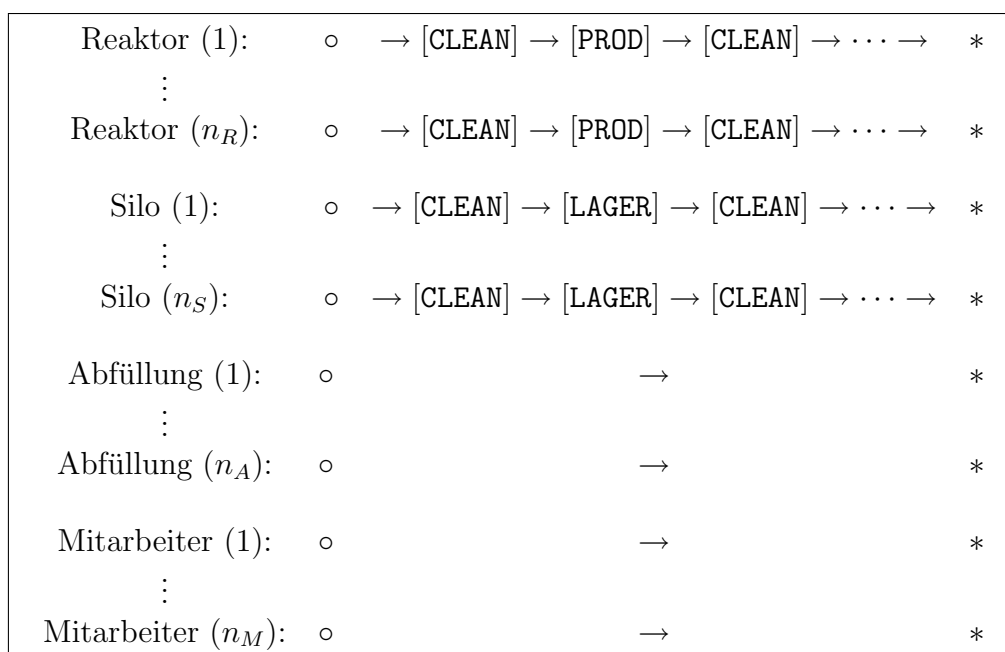 Reaktor (1): ∘ → [CLEAN] → [PROD] → [CLEAN] → ⋯ → ∗
⋮
Reaktor (n_R): ∘ → [CLEAN] → [PROD] → [CLEAN] → ⋯ → ∗
Silo (1): ∘ → [CLEAN] → [LAGER] → [CLEAN] → ⋯ → ∗
⋮
Silo (n_S): ∘ → [CLEAN] → [LAGER] → [CLEAN] → ⋯ → ∗
Abfüllung (1): ∘ → ∗
⋮
Abfüllung (n_A): ∘ → ∗
Mitarbeiter (1): ∘ → ∗
⋮
Mitarbeiter (n_M): ∘ → ∗